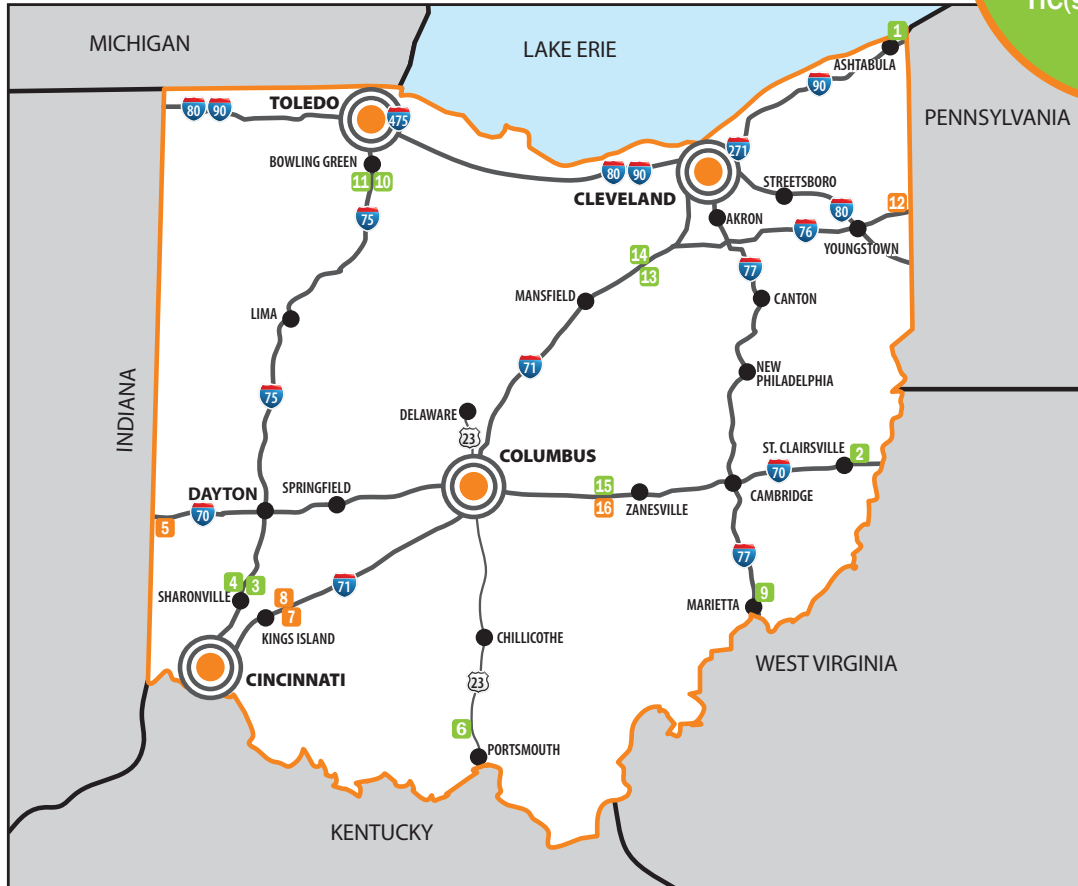 TIC(s
MICHIGAN
LAKE ERIE
1
ASHTABULA
90
TOLEDO
80 90
475
PENNSYLVANIA
BOWLING GREEN
11 10
271
80 90
CLEVELAND
STREETSBORO
80
12
AKRON
76
YOUNGSTOWN
75
14
13
77
MANSFIELD
CANTON
LIMA
71
NEW
PHILADELPHIA
75
INDIANA
DELAWARE
23
COLUMBUS
ST. CLAIRSVILLE
2
70
DAYTON
SPRINGFIELD
15
16
ZANESVILLE
CAMBRIDGE
70
5
77
4
3
SHARONVILLE
8
7
71
KINGS ISLAND
9
MARIETTA
CHILLICOTHE
CINCINNATI
23
WEST VIRGINIA
6
PORTSMOUTH
KENTUCKY